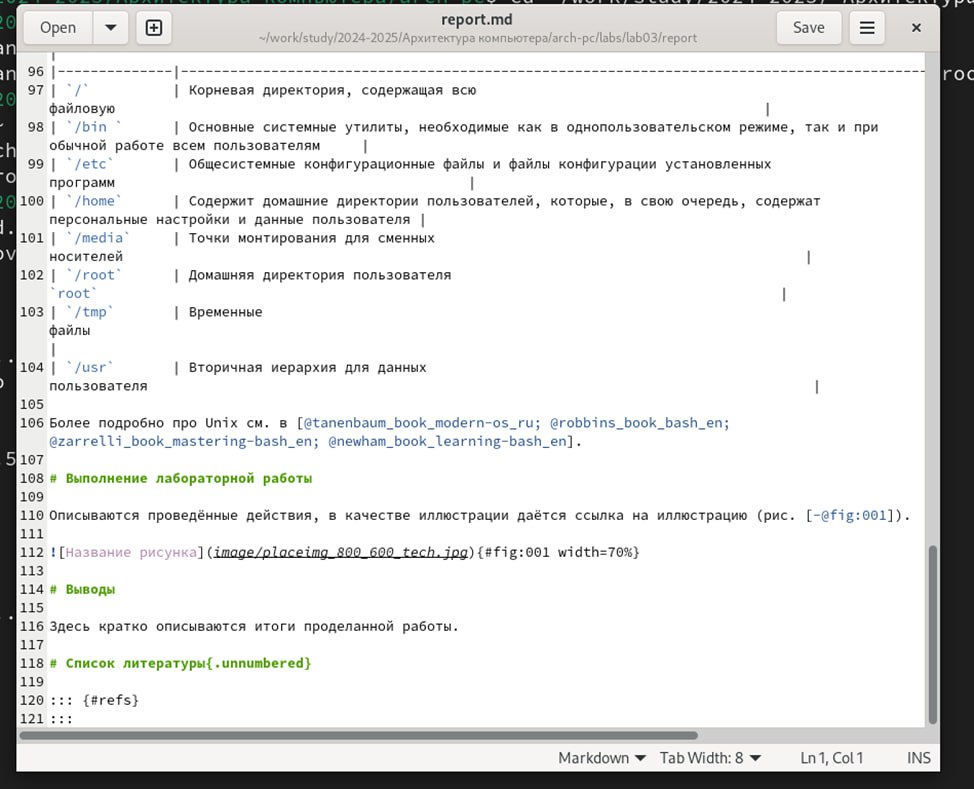 Open
report.md
~/work/study/2024-2025/Архитектура компьютера/arch-pc/labs/lab03/report
Save
96 |--------------|--------------------------------------------------------------------------------------------
97 | `/` | Корневая директория, содержащая всю
файловую |
98 | `/bin ` | Основные системные утилиты, необходимые как в однопользовательском режиме, так и при
обычной работе всем пользователям |
99 | `/etc` | Общесистемные конфигурационные файлы и файлы конфигурации установленных
программ |
100 | `/home` | Содержит домашние директории пользователей, которые, в свою очередь, содержат
персональные настройки и данные пользователя |
101 | `/media` | Точки монтирования для сменных
носителей |
102 | `/root` | Домашняя директория пользователя
`root` |
103 | `/tmp` | Временные
файлы
|
104 | `/usr` | Вторичная иерархия для данных
пользователя |
105
106 Более подробно про Unix см. в [@tanenbaum_book_modern-os_ru; @robbins_book_bash_en;
@zarrelli_book_mastering-bash_en; @newham_book_learning-bash_en].
107
108 # Выполнение лабораторной работы
109
110 Описываются проведённые действия, в качестве иллюстрации даётся ссылка на иллюстрацию (рис. [-@fig:001]).
111
112 ![Название рисунка](image/placeimg_800_600_tech.jpg){#fig:001 width=70%}
113
114 # Выводы
115
116 Здесь кратко описываются итоги проделанной работы.
117
118 # Список литературы{.unnumbered}
119
120 ::: {#refs}
121 :::
Markdown Tab Width: 8 Ln 1, Col 1 INS